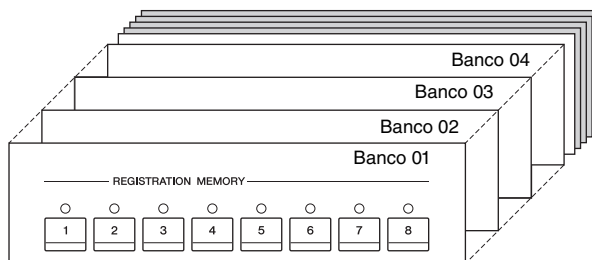 Banco 04
Banco 03
Banco 02
Banco 01
REGISTRATION MEMORY
1 2 3 4 5 6 7 8